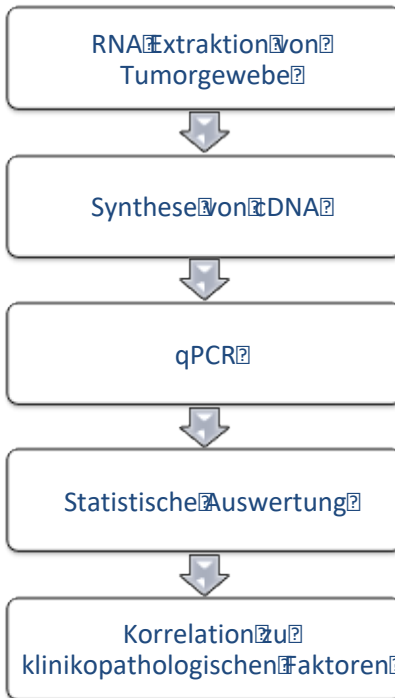 RNA Extraktion von
Tumorgewebe
Synthese von cDNA
qPCR
Statistische Auswertung
Korrelation zu
klinikopathologischen Faktoren